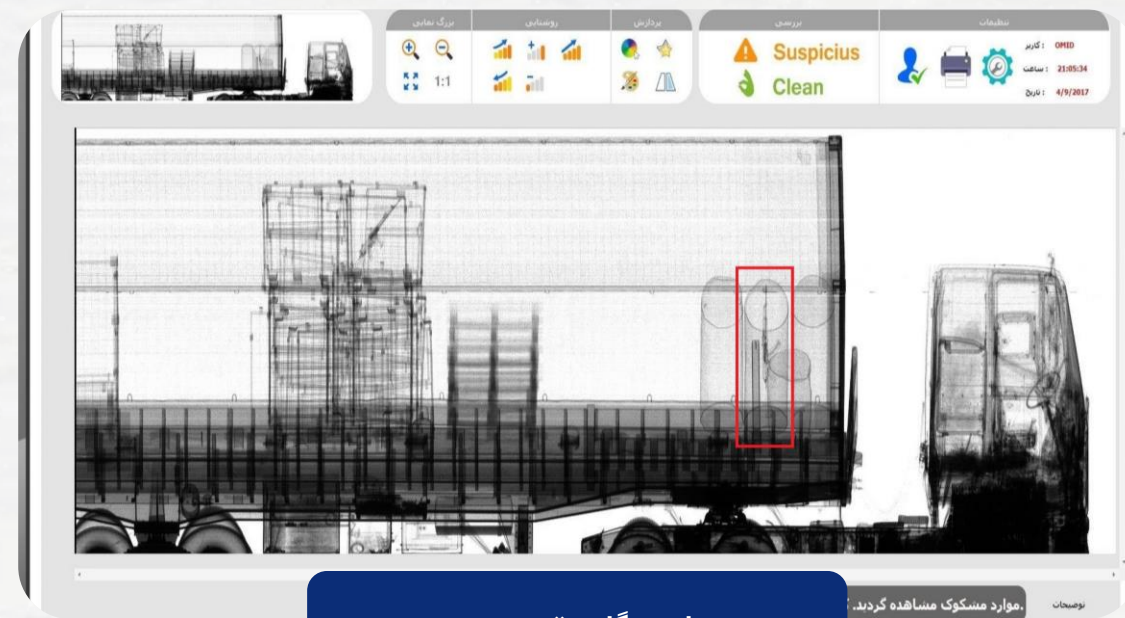 بزرگ نمایی
روشنایی
پردازش
بررسی
تنظیمات
1:1
Suspicius
Clean
کاربر : OMID
ساعت : 21:05:34
تاریخ : 4/9/2017
توضیحات
موارد مشکوک مشاهده گردید.